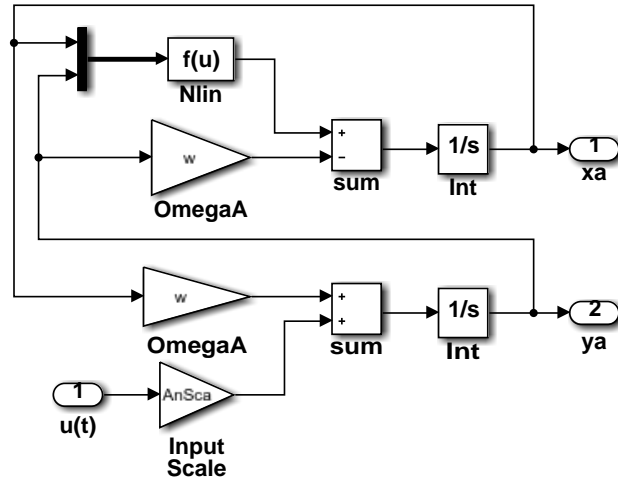 f(u)
Nlin
w
OmegaA
+
−
sum
1/s
Int
1
xa
w
OmegaA
+
+
sum
1/s
Int
2
ya
1
u(t)
AnSca
Input
Scale